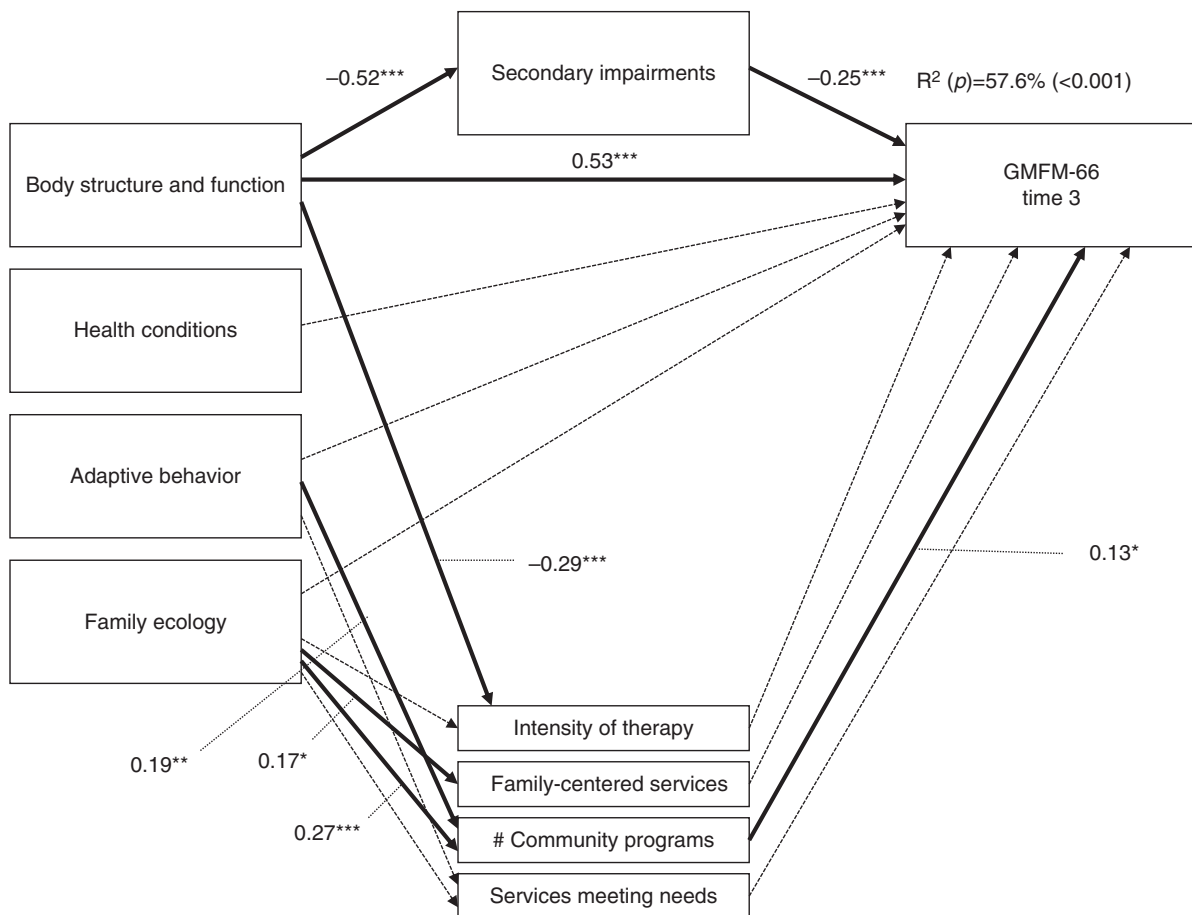 −0.52***
Secondary impairments
−0.25***
R² (p)=57.6% (<0.001)
Body structure and function
0.53***
GMFM-66
time 3
Health conditions
Adaptive behavior
−0.29***
0.13*
Family ecology
Intensity of therapy
0.19**
0.17*
Family-centered services
0.27***
# Community programs
Services meeting needs